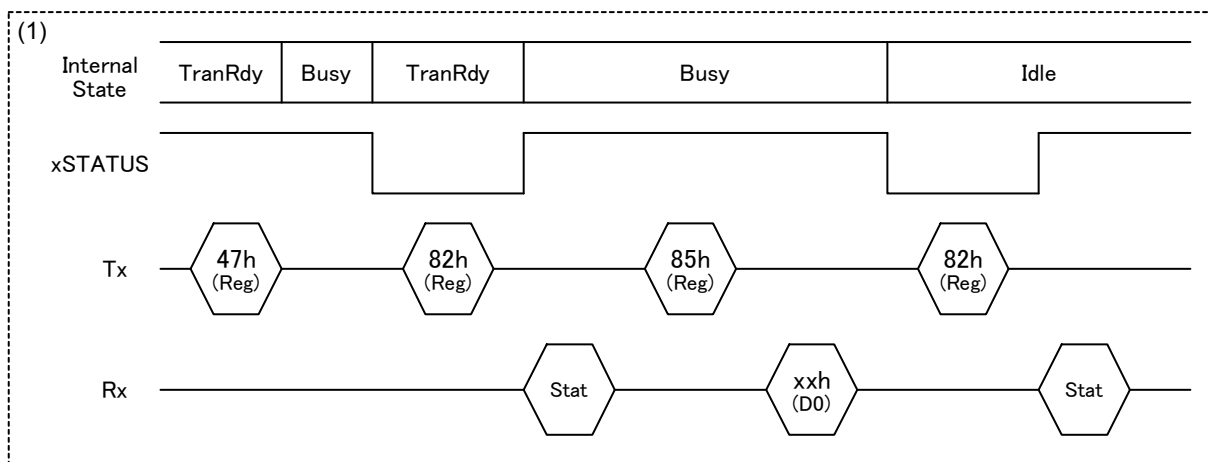 (1)
Internal
State
TranRdy Busy TranRdy Busy Idle
xSTATUS
Tx
47h
(Reg)
82h
(Reg)
85h
(Reg)
82h
(Reg)
Rx
Stat
xxh
(D0)
Stat